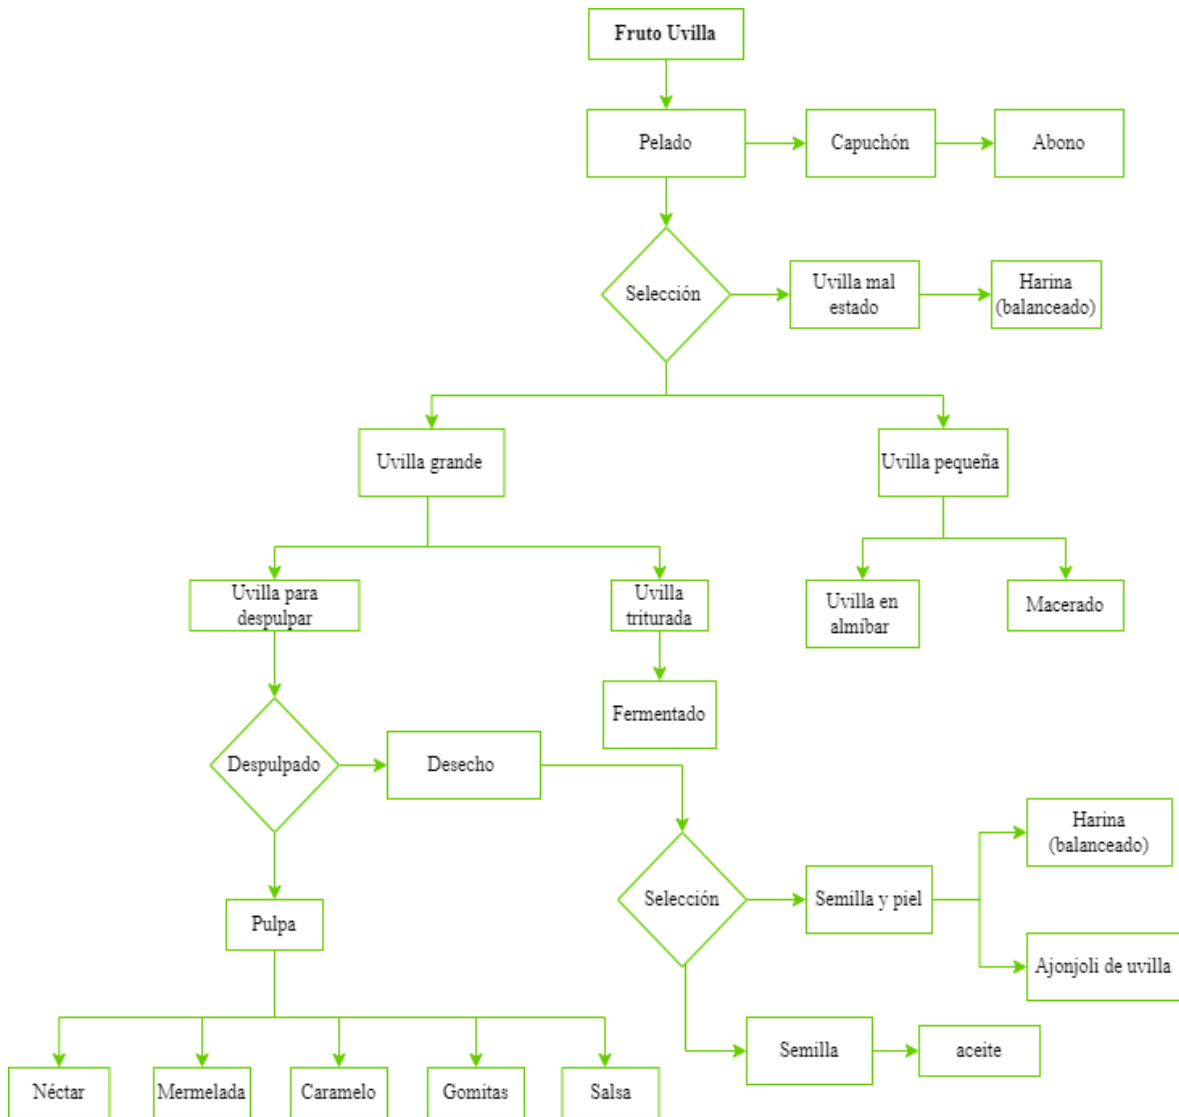 Fruto Uvilla
Pelado
Capuchón
Abono
Selección
Uvilla mal
estado
Harina
(balanceado)
Uvilla grande
Uvilla pequeña
Uvilla para
despulpar
Uvilla
triturada
Uvilla en
almíbar
Macerado
Fermentado
Despulpado
Desecho
Harina
(balanceado)
Selección
Semilla y piel
Pulpa
Ajonjoli de uvilla
Semilla
aceite
Néctar
Mermelada
Caramelo
Gomitas
Salsa